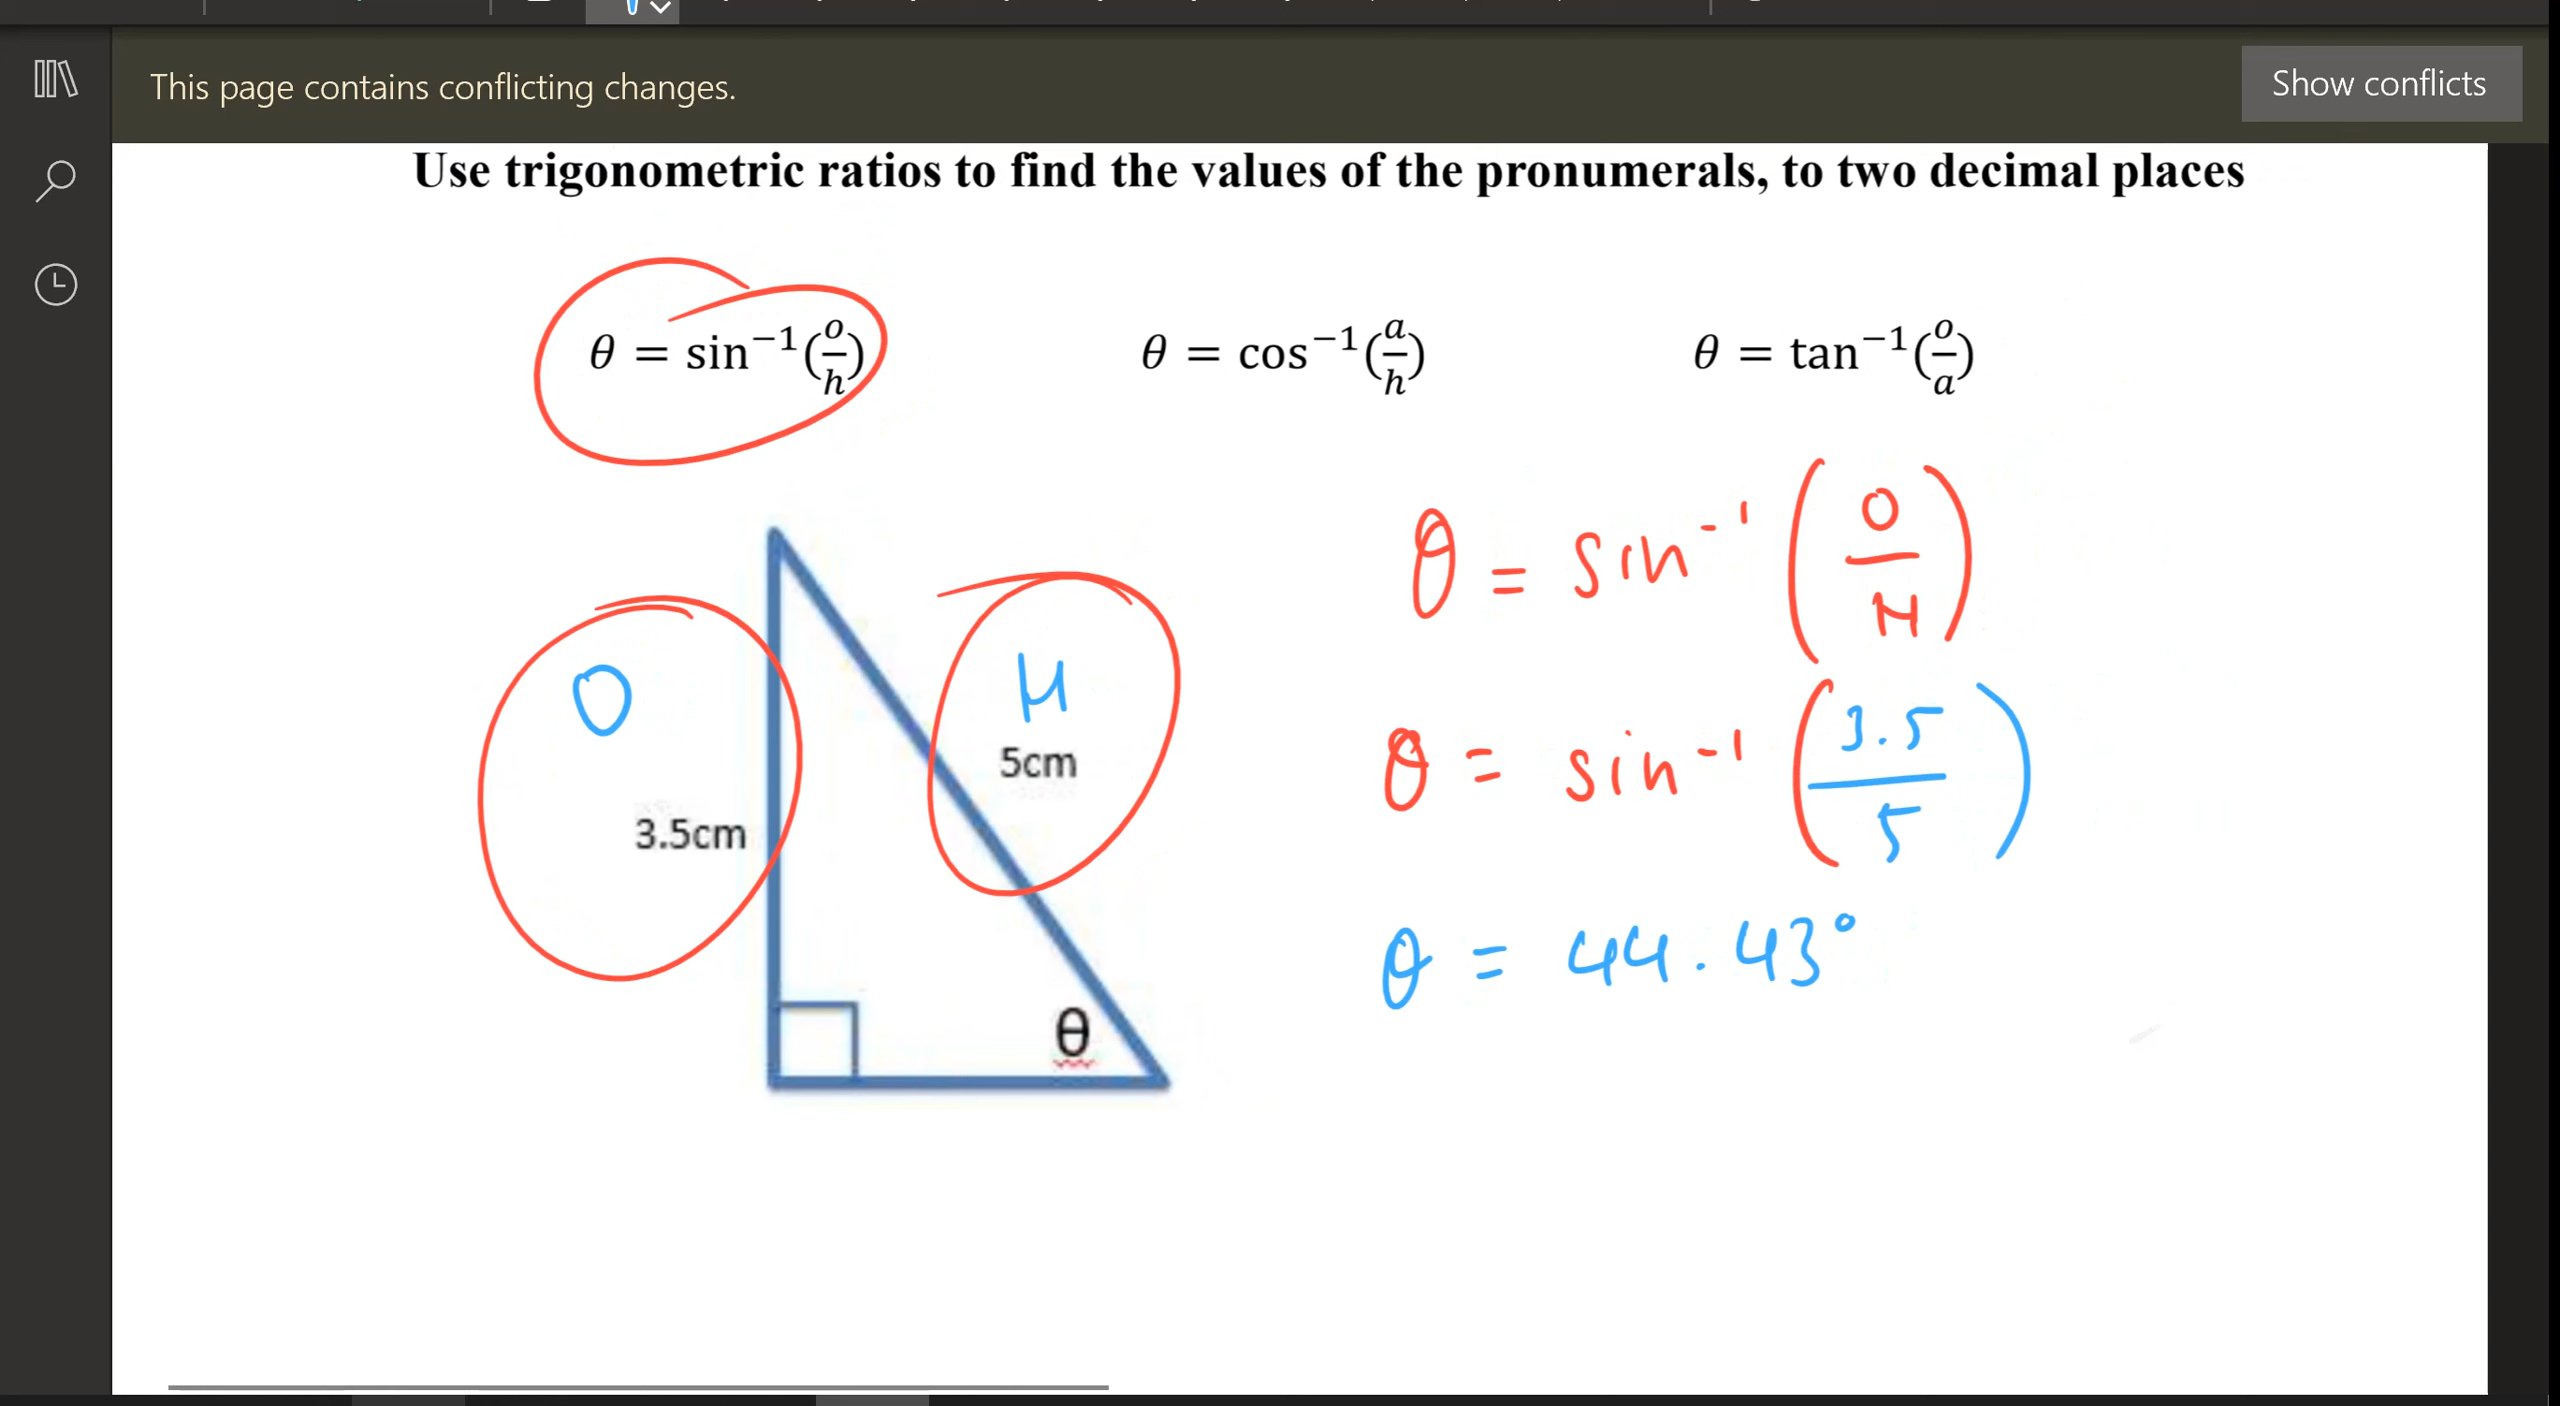 This page contains conflicting changes.
Show conflicts
Use trigonometric ratios to find the values of the pronumerals, to two decimal places
θ = sin⁻¹(o/h)
θ = cos⁻¹(a/h)
θ = tan⁻¹(o/a)
θ = sin⁻¹(O/H)
O
H
5cm
3.5cm
θ = sin⁻¹(3.5/5)
θ = 44.43°
θ